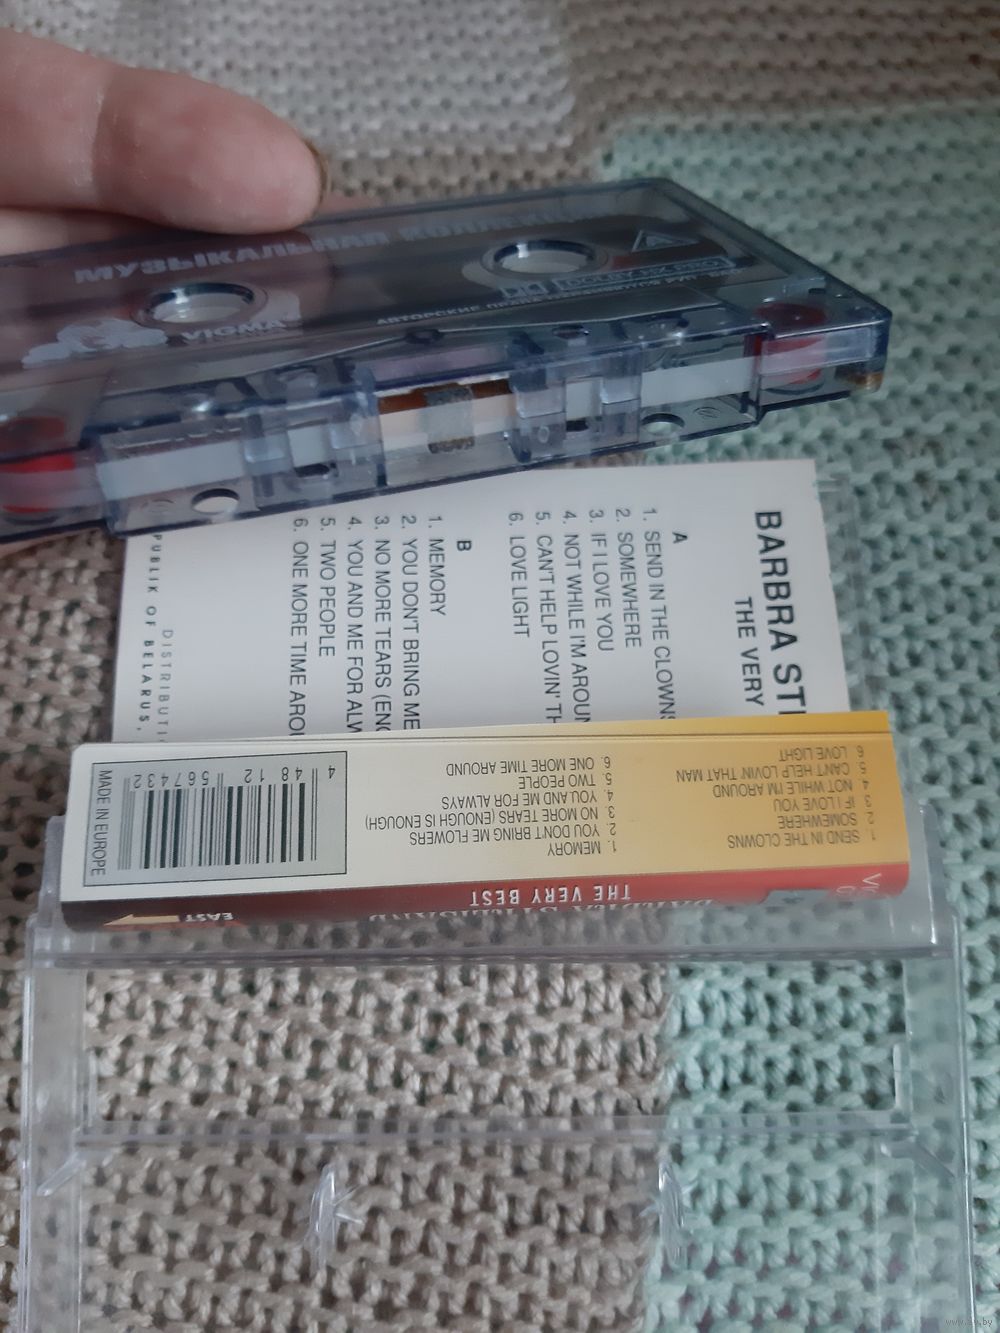 МУЗЫКАЛЬНАЯ КОЛЛЕКЦИЯ
VIGMA
АВТОРСКИЕ
A
BARBRA
THE VERY
A
1. SEND IN THE CLOWNS
2. SOMEWHERE
3. IF I LOVE YOU
4. NOT WHILE I'M AROUN
5. CAN'T HELP LOVIN' TH
6. LOVE LIGHT
B
1. MEMORY
2. YOU DON'T BRING ME
3. NO MORE TEARS (ENO
4. YOU AND ME FOR ALW
5. TWO PEOPLE
6. ONE MORE TIME AROU
DISTRIBUTI
PUBLIK OF BELARUS,
1. SEND IN THE CLOWNS
2. SOMEWHERE
3. IF I LOVE YOU
4. NOT WHILE I'M AROUND
5. CAN'T HELP LOVIN' THAT MAN
6. LOVE LIGHT
1. MEMORY
2. YOU DON'T BRING ME FLOWERS
3. NO MORE TEARS (ENOUGH IS ENOUGH)
4. YOU AND ME FOR ALWAYS
5. TWO PEOPLE
6. ONE MORE TIME AROUND
4 4812 567432
MADE IN EUROPE
THE VERY BEST
EAST